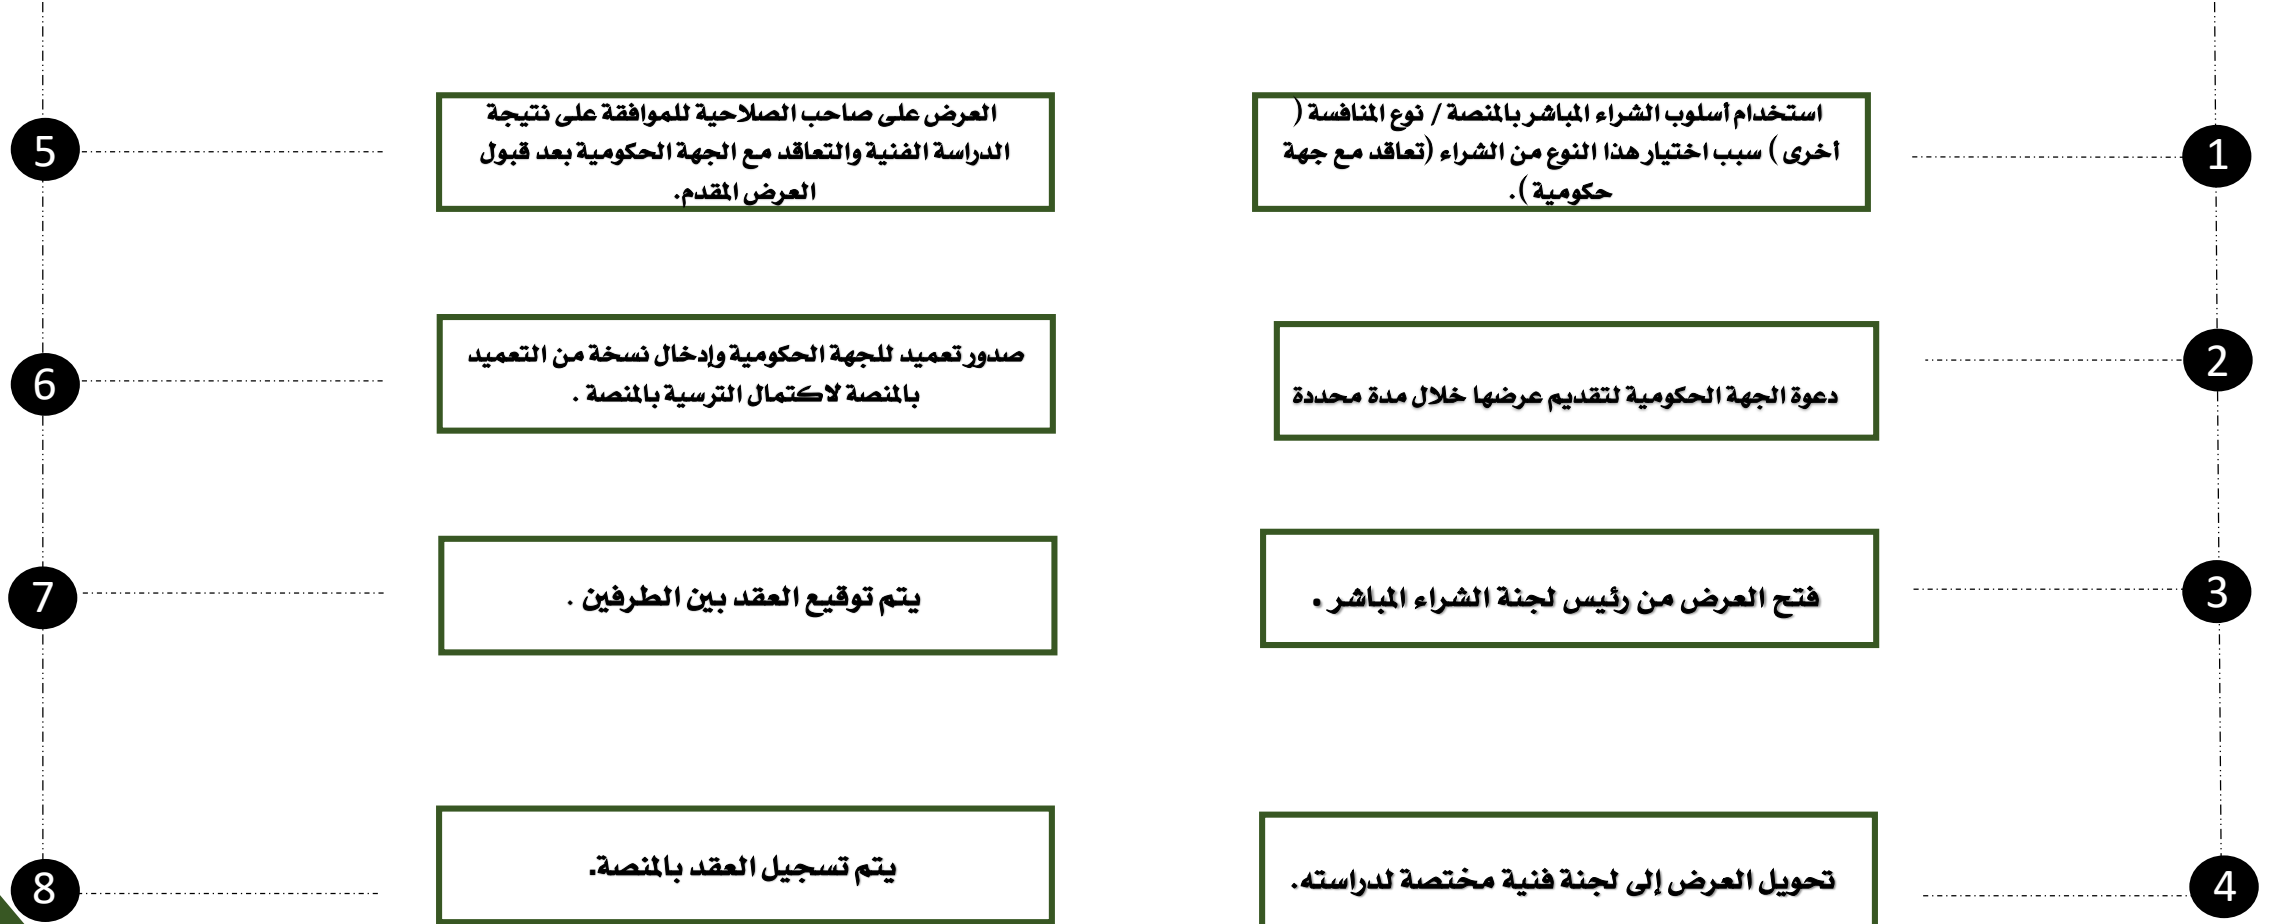 1
استخدام أسلوب الشراء المباشر بالمنصة / نوع المنافسة (
أخرى ) سبب اختيار هذا النوع من الشراء (تعاقد مع جهة
حكومية ).
2
دعوة الجهة الحكومية لتقديم عرضها خلال مدة محددة
3
فتح العرض من رئيس لجنة الشراء المباشر .
4
تحويل العرض إلى لجنة فنية مختصة لدراسته.
5
العرض على صاحب الصلاحية للموافقة على نتيجة
الدراسة الفنية والتعاقد مع الجهة الحكومية بعد قبول
العرض المقدم.
6
صدور تعميد للجهة الحكومية وإدخال نسخة من التعميد
بالمنصة لاكتمال الترسية بالمنصة .
7
يتم توقيع العقد بين الطرفين .
8
يتم تسجيل العقد بالمنصة.